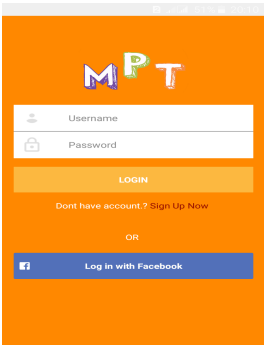 MPT
Username
Password
LOGIN
Dont have account.? Sign Up Now
OR
Log in with Facebook